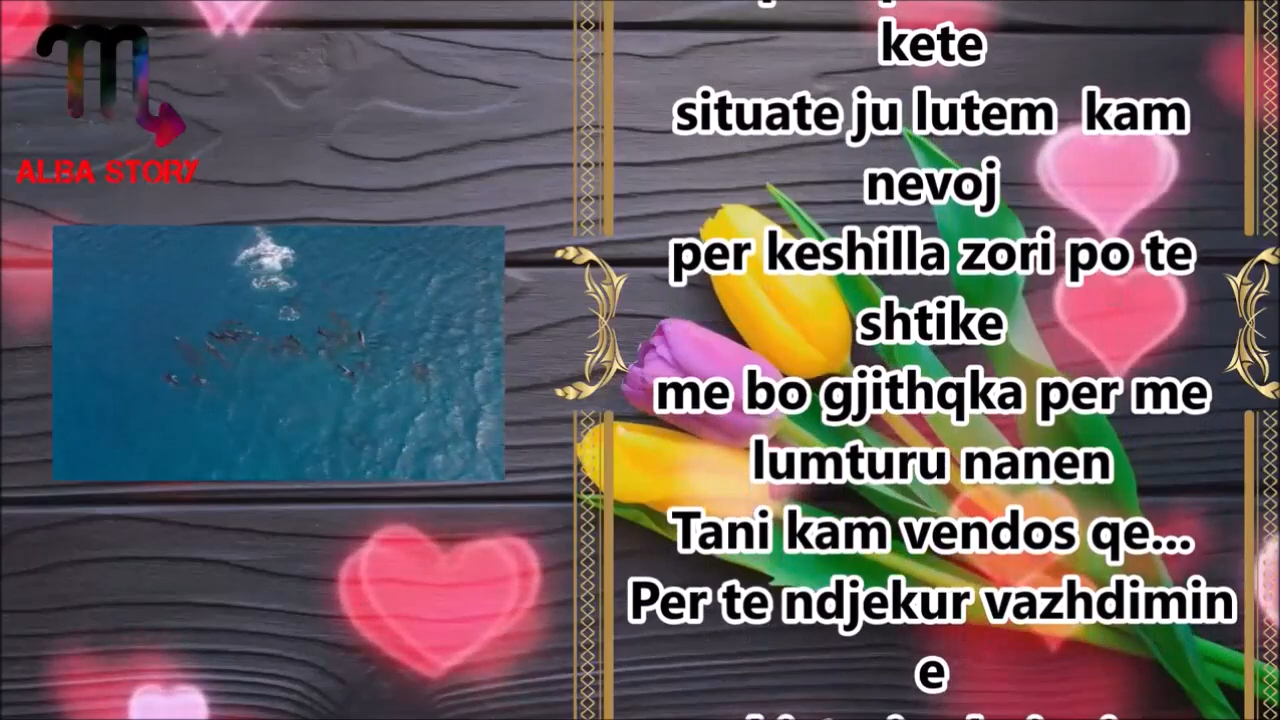 ALBA STORY
kete
situate ju lutem kam
nevoj
per keshilla zori po te
shtike
me bo gjithqka per me
lumturu nanen
Tani kam vendos qe...
Per te ndjekur vazhdimin
e